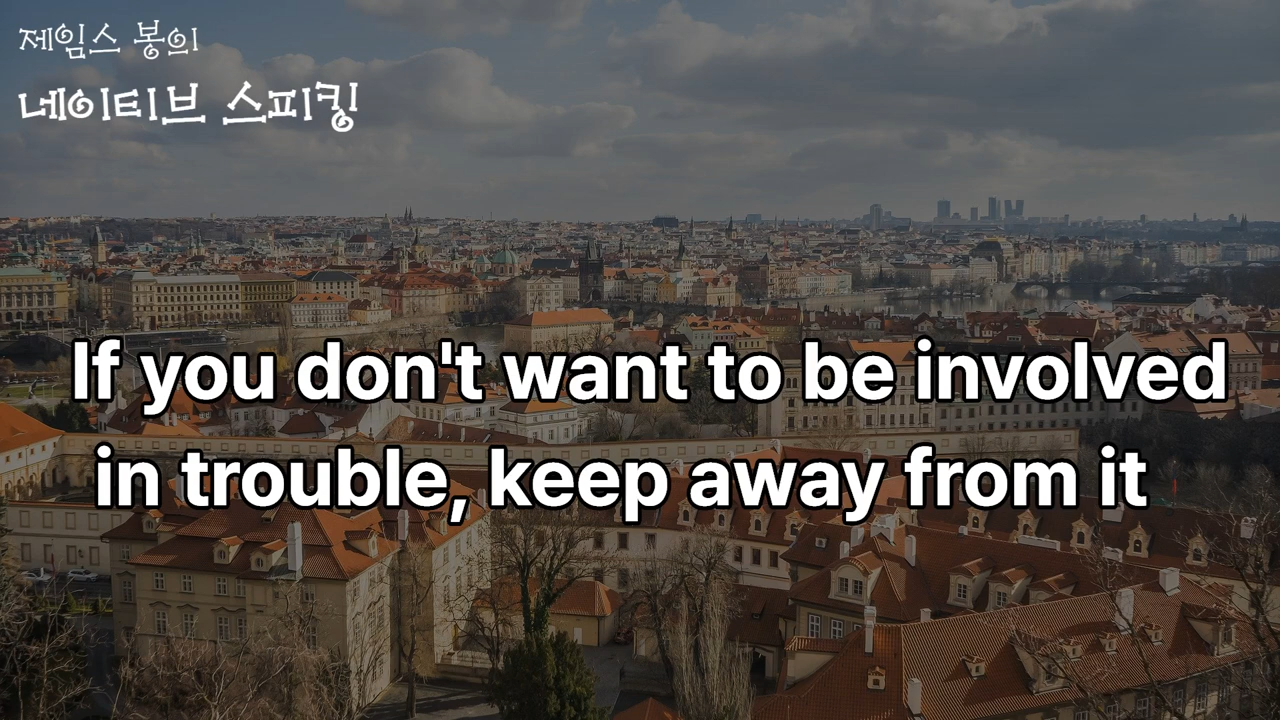 제임스 봉의
네이티브 스피킹
If you don't want to be involved
in trouble, keep away from it